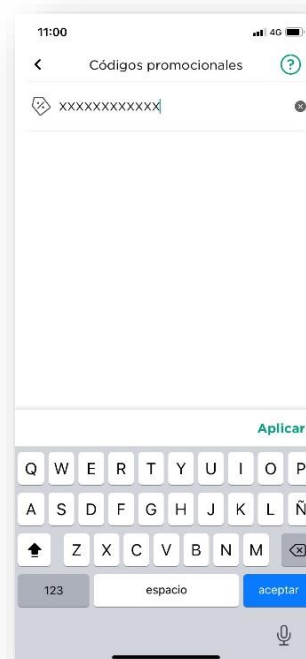 11:00 4G
Códigos promocionales ?
xxxxxxxxxxxx
Aplicar
Q W E R T Y U I O P
A S D F G H J K L Ñ
Z X C V B N M
123 espacio aceptar